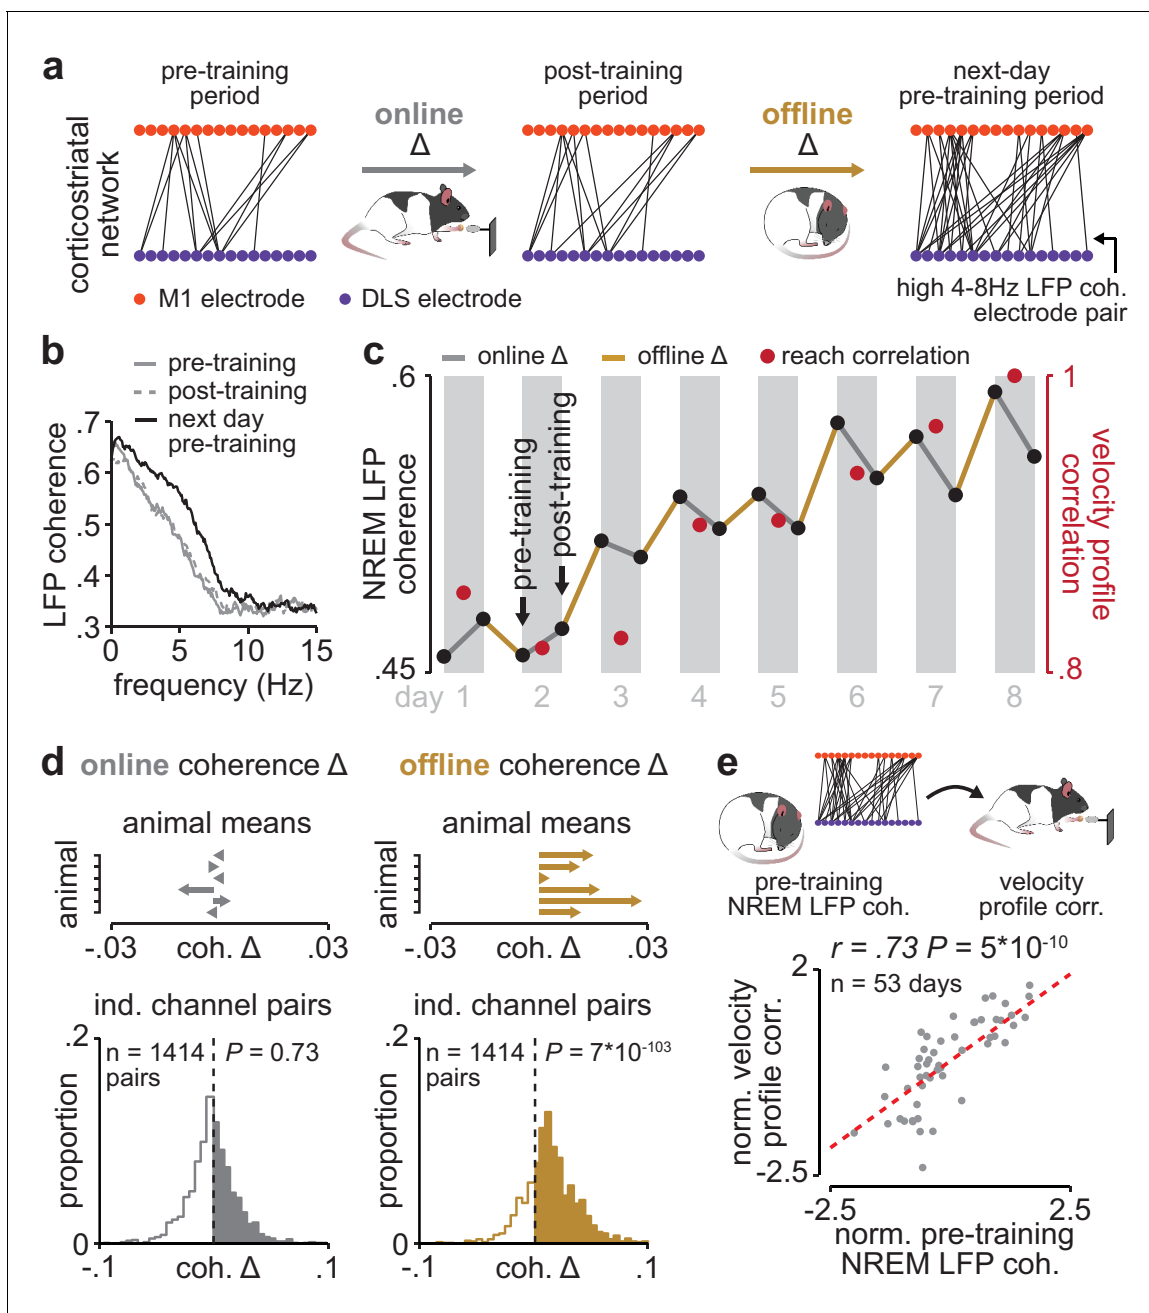 a
pre-training
period
online
Δ
post-training
period
offline
Δ
next-day
pre-training period
corticostriatal
network
M1 electrode
DLS electrode
high 4-8Hz LFP coh.
electrode pair
b
pre-training
post-training
next day
pre-training
LFP coherence
.7
.6
.5
.4
.3
0
5
10
15
frequency (Hz)
c
online Δ
offline Δ
reach correlation
NREM LFP
coherence
.6
.45
pre-training
post-training
1
.8
velocity profile
correlation
day
1
2
3
4
5
6
7
8
d
online coherence Δ
animal means
animal
-.03
coh. Δ
.03
offline coherence Δ
animal means
animal
-.03
coh. Δ
.03
ind. channel pairs
proportion
.2
0
n = 1414
pairs
P = 0.73
-.1
coh. Δ
.1
ind. channel pairs
proportion
.2
0
n = 1414
pairs
P = 7*10-103
-.1
coh. Δ
.1
e
pre-training
NREM LFP coh.
velocity
profile corr.
r = .73 P = 5*10-10
n = 53 days
norm. velocity
profile corr.
2
-2.5
-2.5
2.5
norm. pre-training
NREM LFP coh.